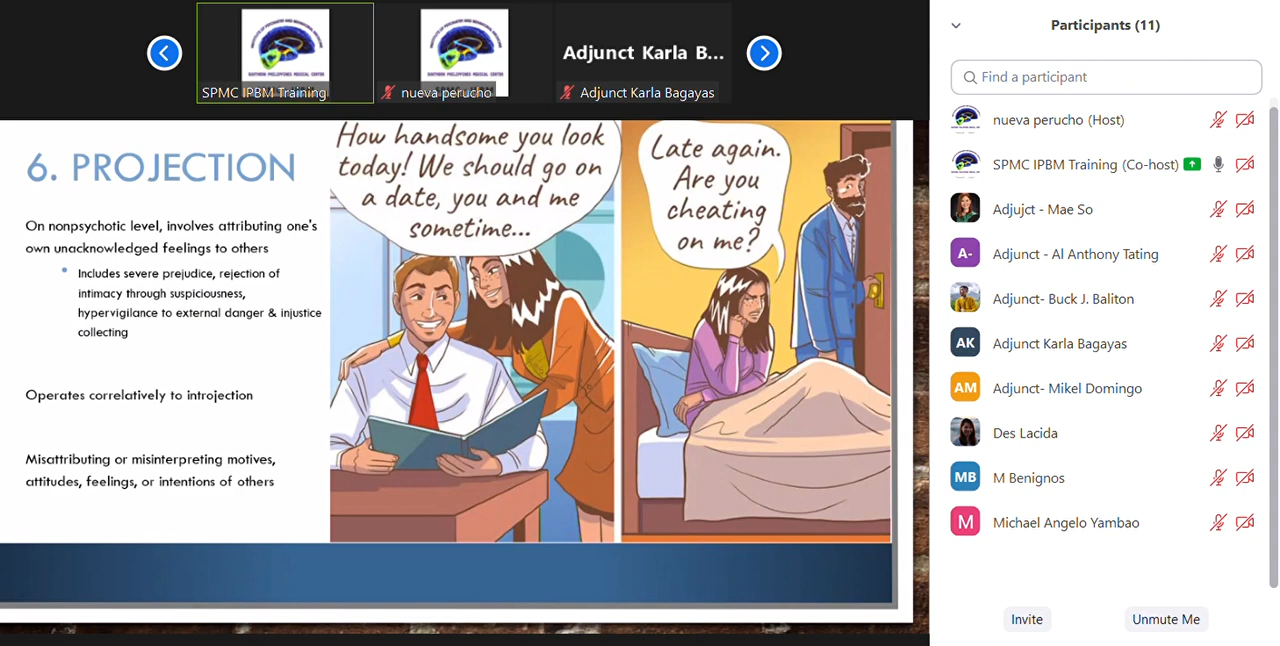 SPMC IPBM Training
nueva perucho
Adjunct Karla B...
Adjunct Karla Bagayas
6. PROJECTION
On nonpsychotic level, involves attributing one's
own unacknowledged feelings to others
Includes severe prejudice, rejection of
intimacy through suspiciousness,
hypervigilance to external danger & injustice
collecting
Operates correlatively to introjection
Misattributing or misinterpreting motives,
attitudes, feelings, or intentions of others
How handsome you look
today! We should go on
a date, you and me
sometime...
Late again.
Are you
cheating
on me?
Participants (11)
Find a participant
nueva perucho (Host)
SPMC IPBM Training (Co-host)
Adjujct - Mae So
A-
Adjunct - Al Anthony Tating
Adjunct- Buck J. Baliton
AK
Adjunct Karla Bagayas
AM
Adjunct- Mikel Domingo
Des Lacida
MB
M Benignos
M
Michael Angelo Yambao
Invite
Unmute Me